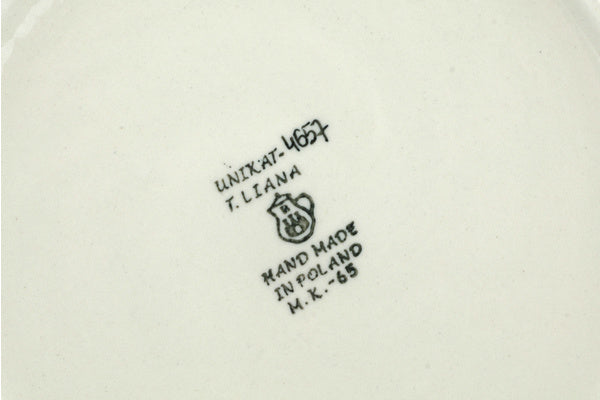 UNIKAT-4657
T. LIANA
HAND MADE
IN POLAND
M.K.-65